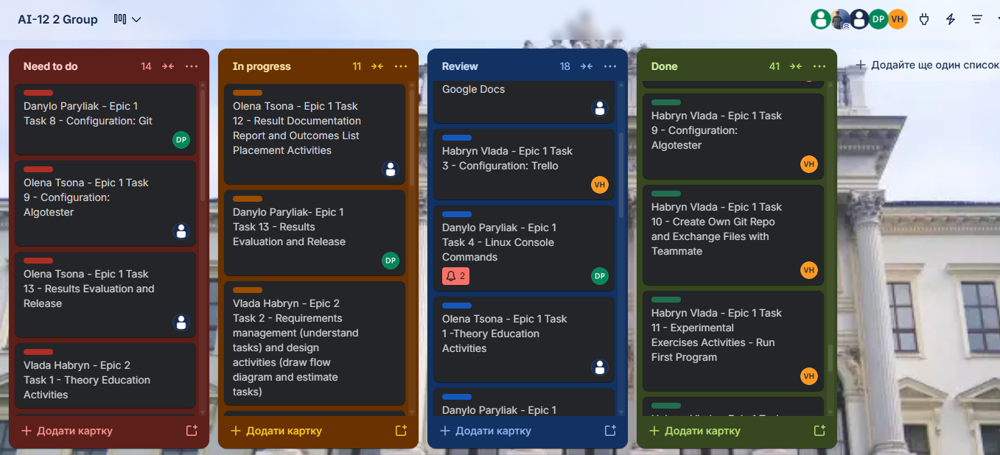 AI-12 2 Group
DP
VH
Need to do
14
Danylo Paryliak - Epic 1
Task 8 - Configuration: Git
DP
Olena Tsona - Epic 1 Task
9 - Configuration:
Algotester
Olena Tsona - Epic 1 Task
13 - Results Evaluation and
Release
Vlada Habryn - Epic 2
Task 1 - Theory Education
Activities
+ Додати картку
In progress
11
Olena Tsona - Epic 1 Task
12 - Result Documentation
Report and Outcomes List
Placement Activities
Danylo Paryliak- Epic 1
Task 13 - Results
Evaluation and Release
DP
Vlada Habryn - Epic 2
Task 2 - Requirements
management (understand
tasks) and design
activities (draw flow
diagram and estimate
tasks)
+ Додати картку
Review
18
Google Docs
Habryn Vlada - Epic 1 Task
3 - Configuration: Trello
VH
Danylo Paryliak - Epic 1
Task 4 - Linux Console
Commands
2
DP
Olena Tsona - Epic 1 Task
1 -Theory Education
Activities
Danylo Paryliak - Epic 1
+ Додати картку
Done
41
Habryn Vlada - Epic 1 Task
9 - Configuration:
Algotester
VH
Habryn Vlada - Epic 1 Task
10 - Create Own Git Repo
and Exchange Files with
Teammate
VH
Habryn Vlada - Epic 1 Task
11 - Experimental
Exercises Activities - Run
First Program
VH
+ Додати картку
+ Додайте ще один список